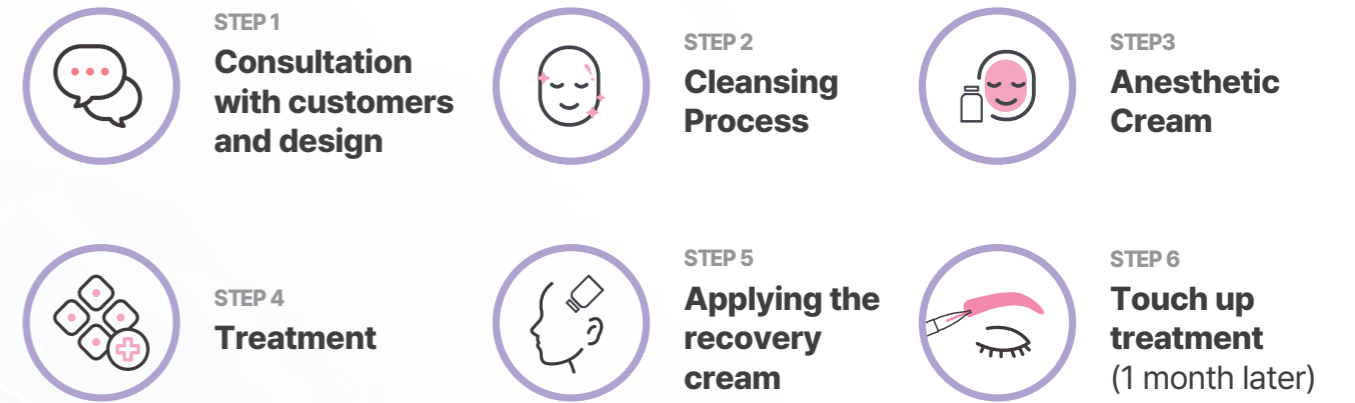 STEP 1
Consultation
with customers
and design
STEP 2
Cleansing
Process
STEP3
Anesthetic
Cream
STEP 4
Treatment
STEP 5
Applying the
recovery
cream
STEP 6
Touch up
treatment
(1 month later)